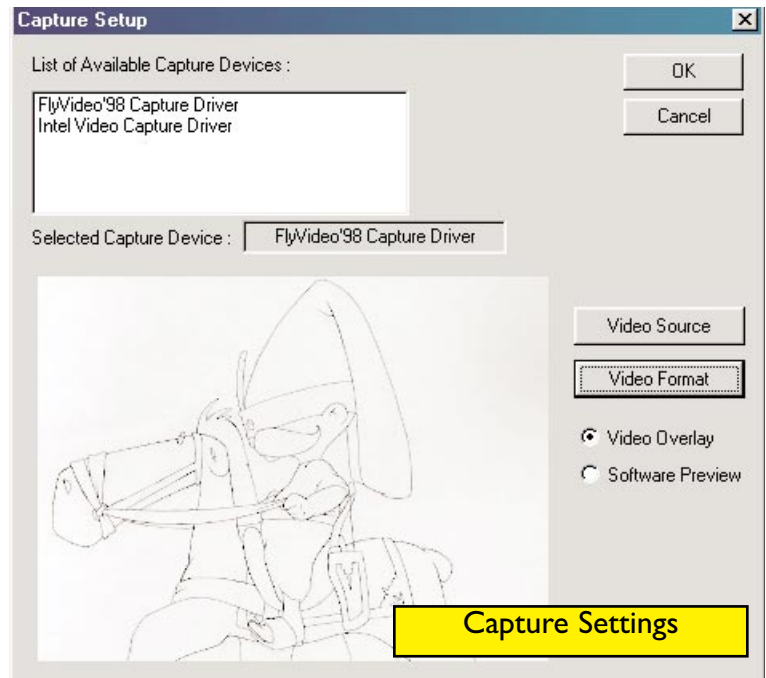 Capture Setup
List of Available Capture Devices :
OK
FlyVideo'98 Capture Driver
Intel Video Capture Driver
Cancel
Selected Capture Device : FlyVideo'98 Capture Driver
Video Source
Video Format
Video Overlay
Software Preview
Capture Settings